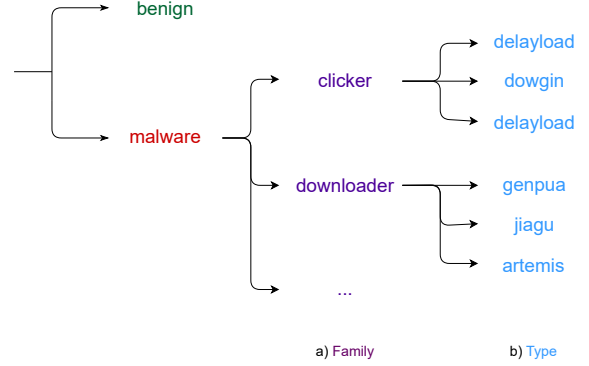 benign
malware
clicker
delayload
dowgin
delayload
downloader
genpua
jiagu
artemis
...
a) Family
b) Type